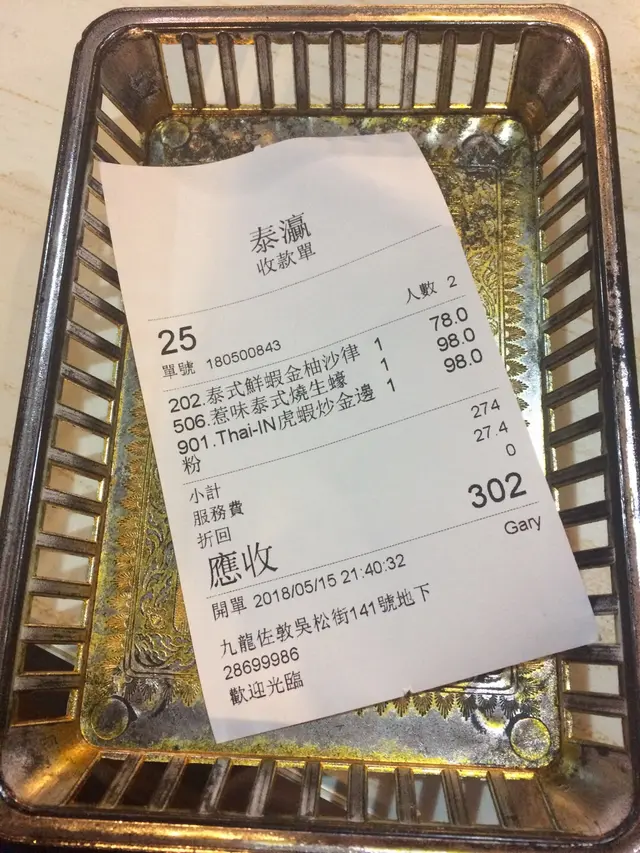 泰瀛
收款單
25 人數 2
單號 180500843
202.泰式鮮蝦金柚沙律 1 78.0
506.惹味泰式燒生蠔 1 98.0
901.Thai-IN虎蝦炒金邊 1 98.0
粉
小計 274
服務費 27.4
折回 0
應收 302
開單 2018/05/15 21:40:32 Gary
九龍佐敦吳松街141號地下
28699986
歡迎光臨